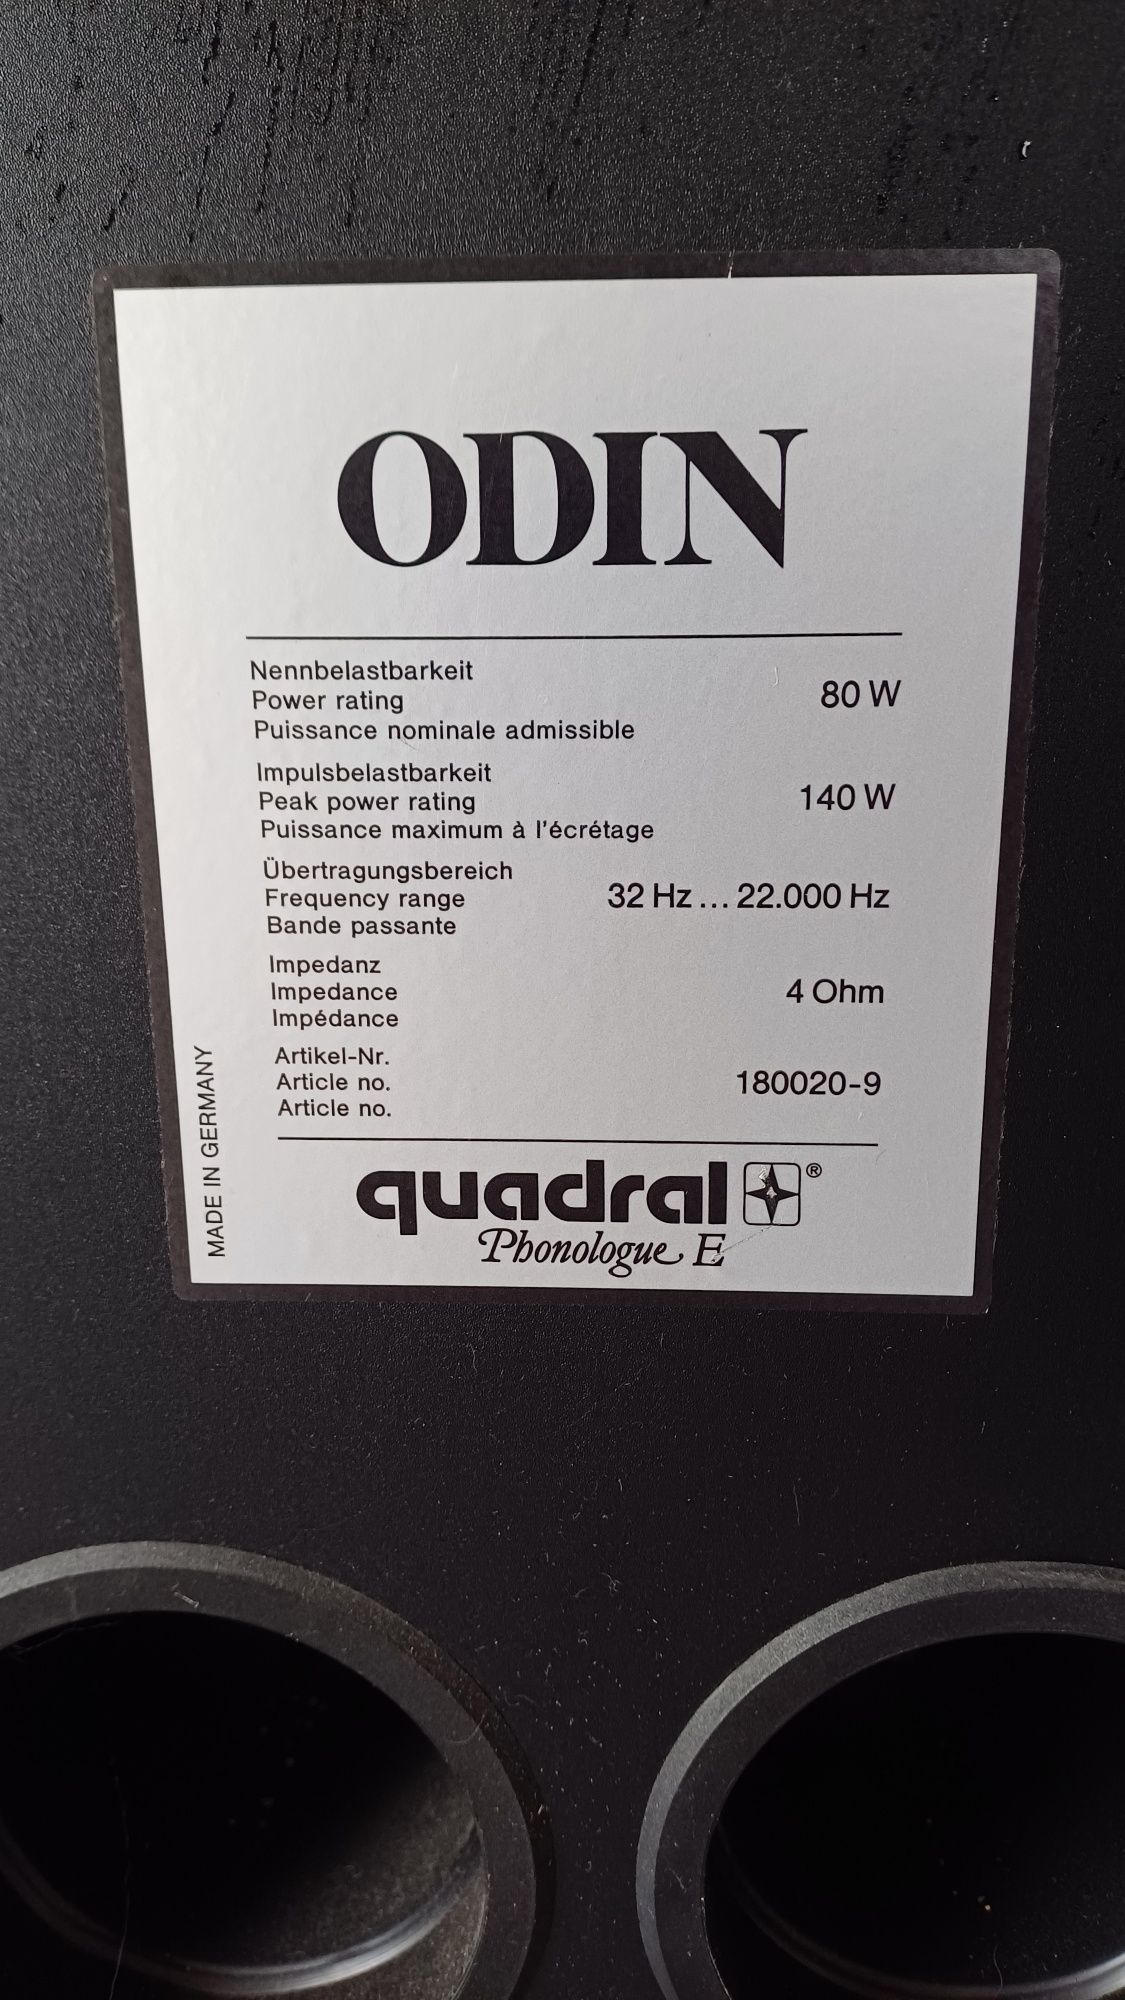 ODIN
Nennbelastbarkeit
Power rating
Puissance nominale admissible
80 W
Impulsbelastbarkeit
Peak power rating
Puissance maximum à l'écrétage
140 W
Übertragungsbereich
Frequency range
Bande passante
32 Hz ... 22.000 Hz
Impedanz
Impedance
Impédance
4 Ohm
Artikel-Nr.
Article no.
Article no.
180020-9
MADE IN GERMANY
quadral ®
Phonologue E